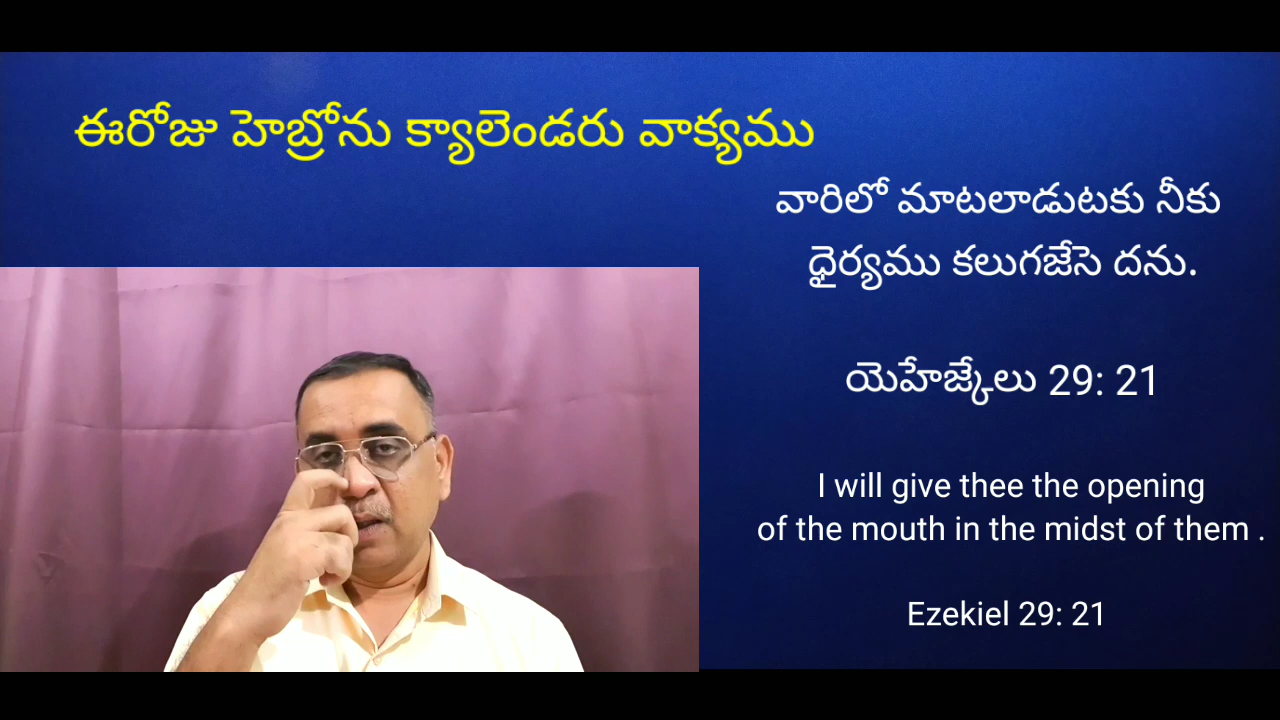 ఈరోజు హెబ్రోను క్యాలెండరు వాక్యము
వారిలో మాటలాడుటకు నీకు
ధైర్యము కలుగజేసె దను.
యెహేజ్కేలు 29: 21
I will give thee the opening
of the mouth in the midst of them .
Ezekiel 29: 21